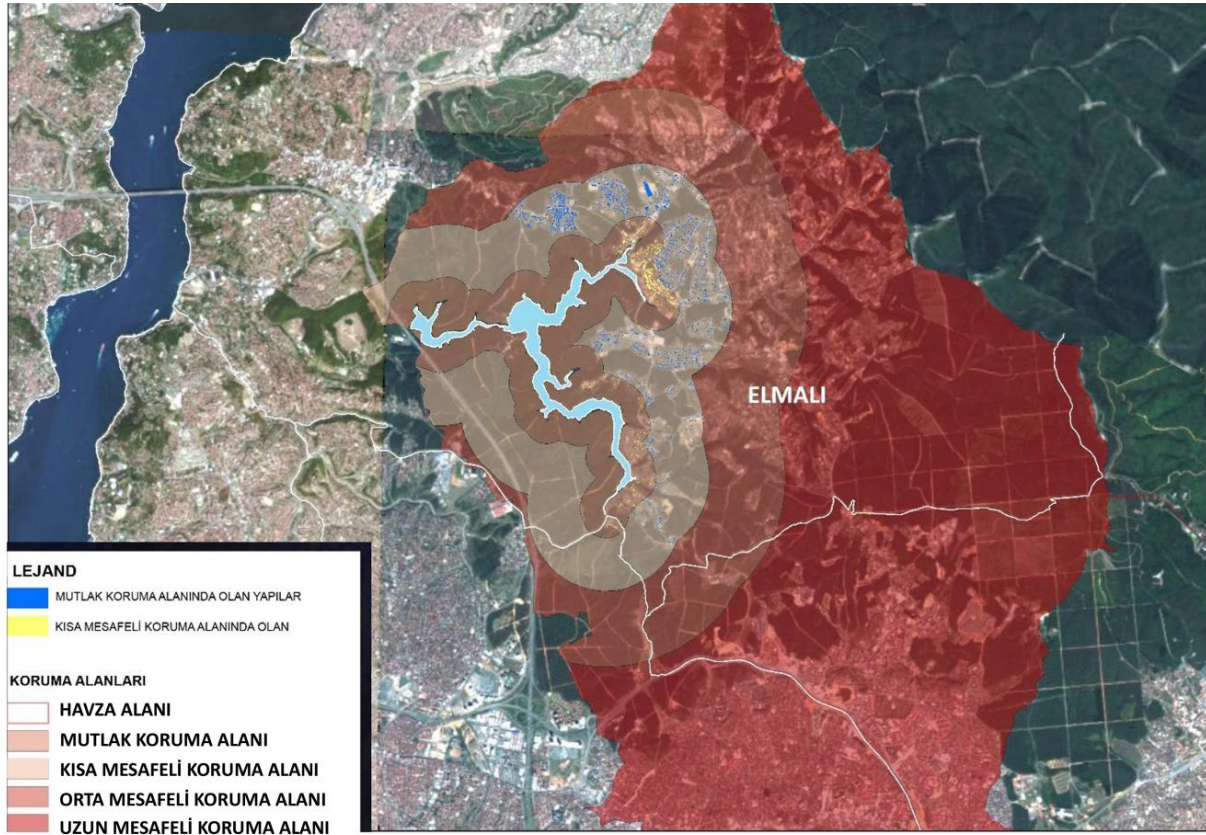 ELMALI
LEJAND
MUTLAK KORUMA ALANINDA OLAN YAPILAR
KISA MESAFELİ KORUMA ALANINDA OLAN
KORUMA ALANLARI
HAVZA ALANI
MUTLAK KORUMA ALANI
KISA MESAFELİ KORUMA ALANI
ORTA MESAFELİ KORUMA ALANI
UZUN MESAFELİ KORUMA ALANI